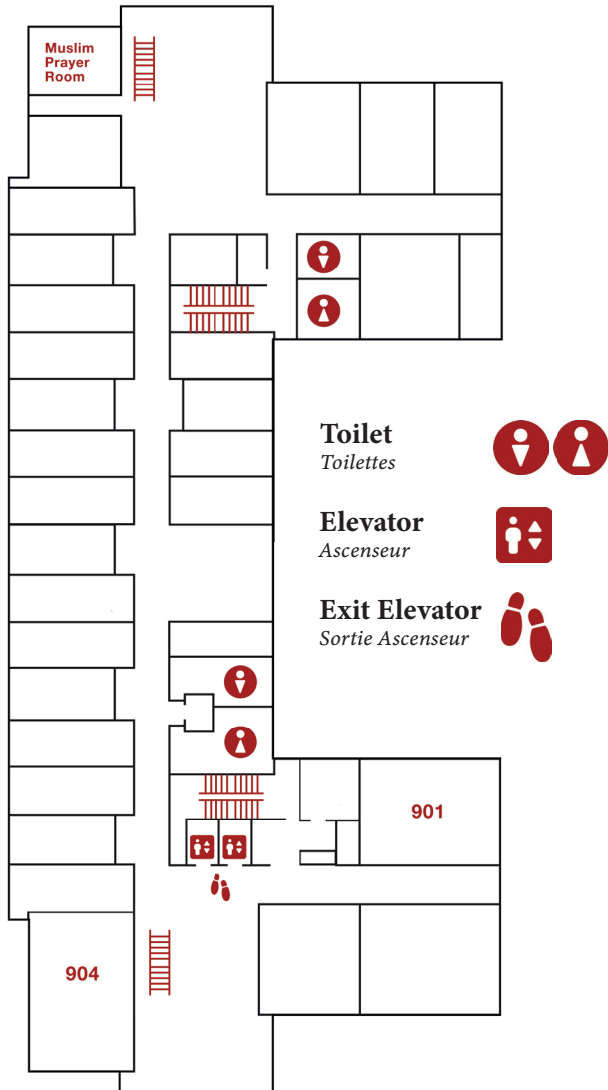 Muslim
Prayer
Room
Toilet
Toilettes
Elevator
Ascenseur
Exit Elevator
Sortie Ascenseur
901
904